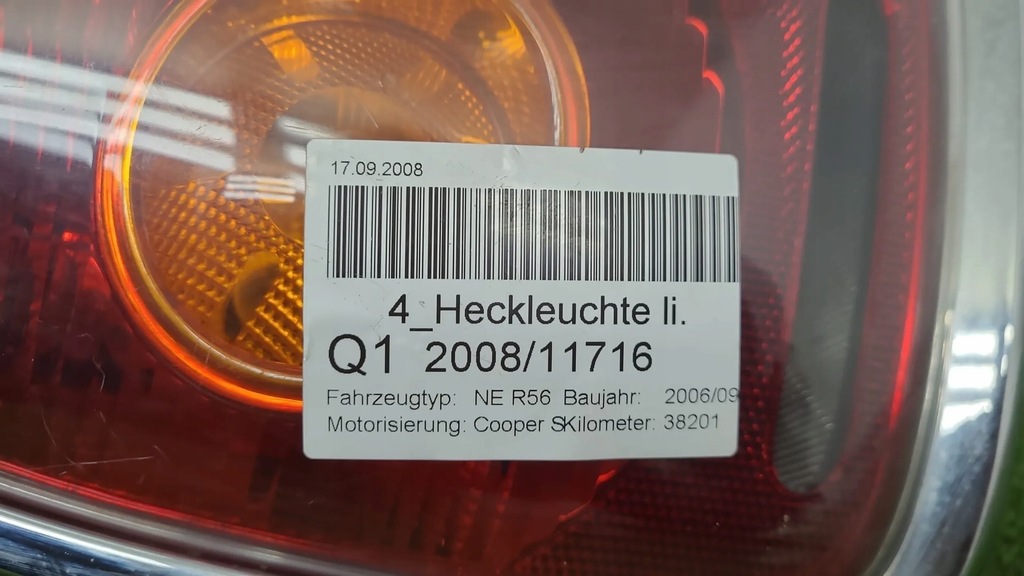 17.09.2008
4_Heckleuchte li.
Q1 2008/11716
Fahrzeugtyp: NE R56 Baujahr: 2006/09
Motorisierung: Cooper SKilometer: 38201